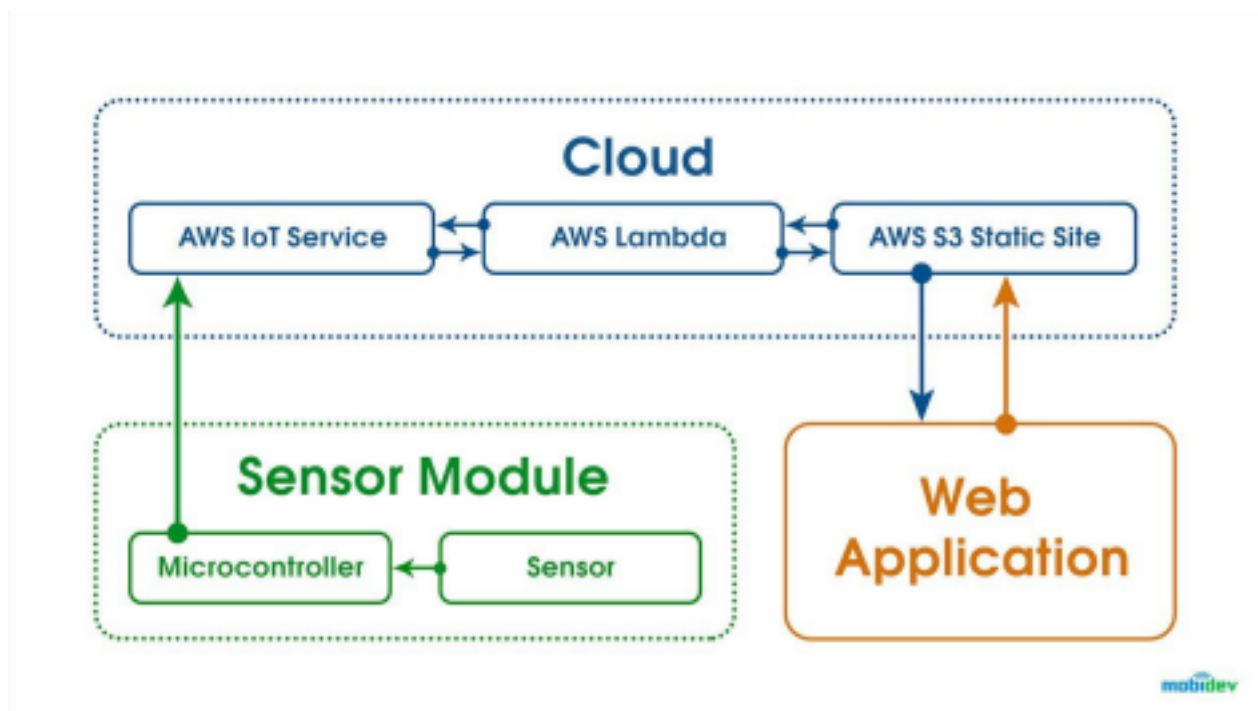 Cloud
AWS IoT Service
AWS Lambda
AWS S3 Static Site
Sensor Module
Microcontroller
Sensor
Web
Application
mobidev